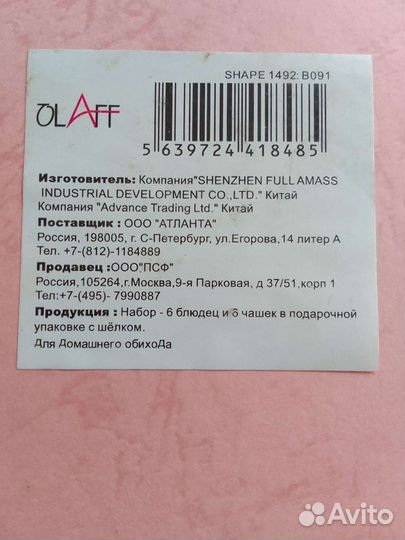 SHAPE 1492: B091
OLAFF
5 639724 418485
Изготовитель: Компания"SHENZHEN FULL AMASS
INDUSTRIAL DEVELOPMENT CO.,LTD." Китай
Компания "Advance Trading Ltd." Китай
Поставщик : ООО "АТЛАНТА"
Россия, 198005, г. С-Петербург, ул.Егорова,14 литер А
Тел. +7-(812)-1184889
Продавец :ООО"ПСФ"
Россия,105264,г.Москва,9-я Парковая, д 37/51,корп 1
Тел:+7-(495)- 7990887
Продукция : Набор - 6 блюдец и 6 чашек в подарочной
упаковке с шёлком.
Для Домашнего обихоДа
Avito